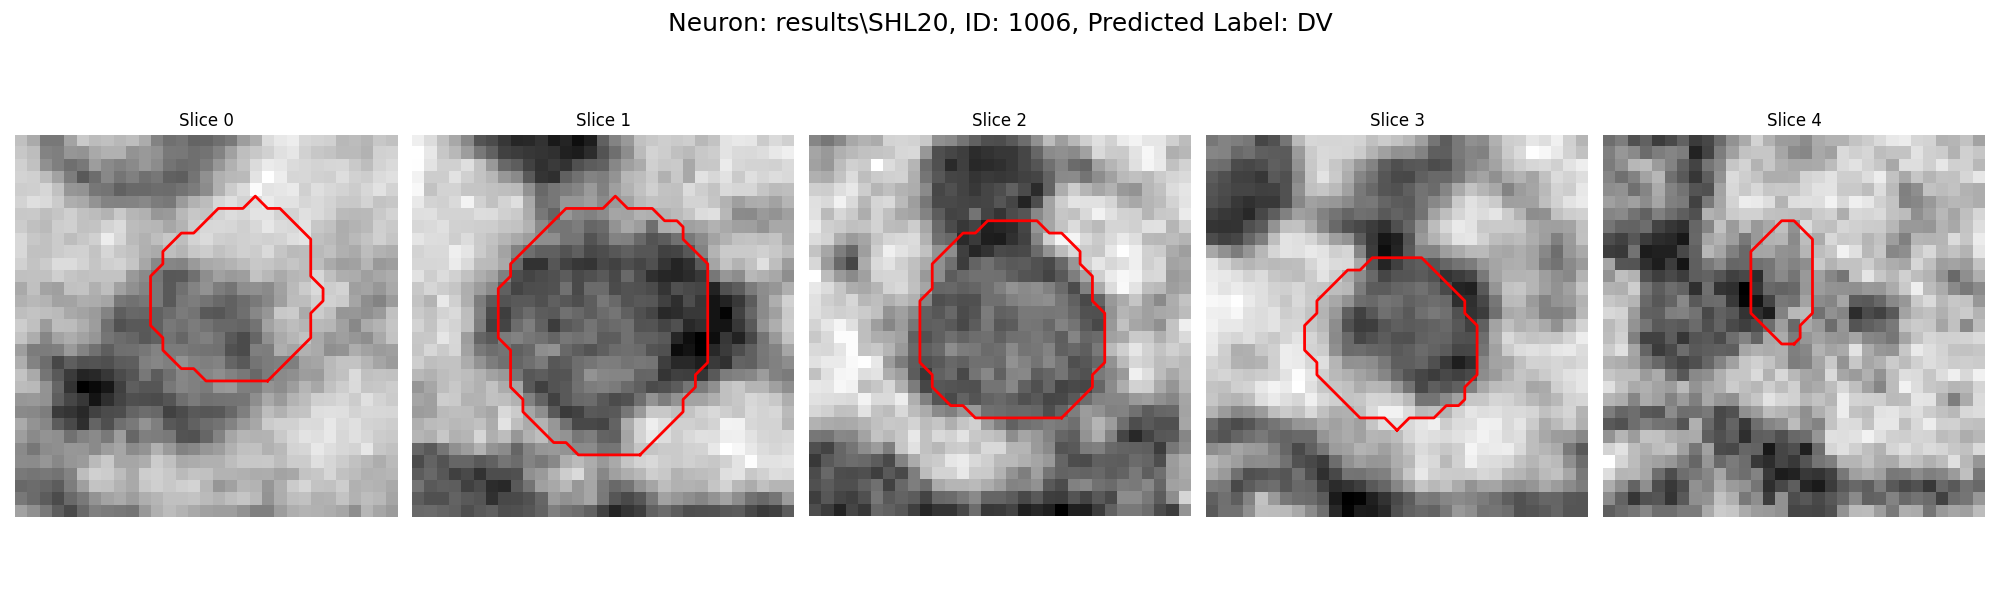 Neuron: results\SHL20, ID: 1006, Predicted Label: DV
Slice 0
Slice 1
Slice 2
Slice 3
Slice 4